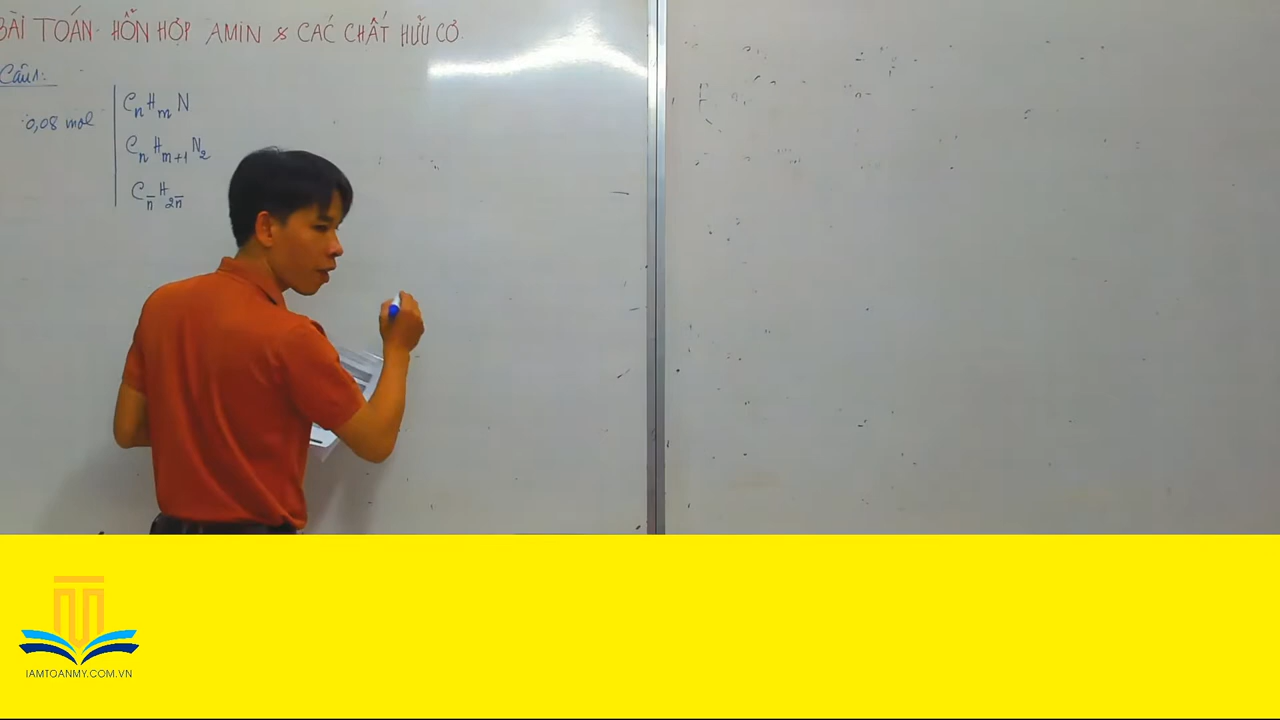 BÀI TOÁN HỖN HỢP AMIN & CÁC CHẤT HỮU CƠ
Câu 1:
0,08 mol
CnHmN
CnHm+1N2
Cn̅H2n̅
IAMTOANMY.COM.VN